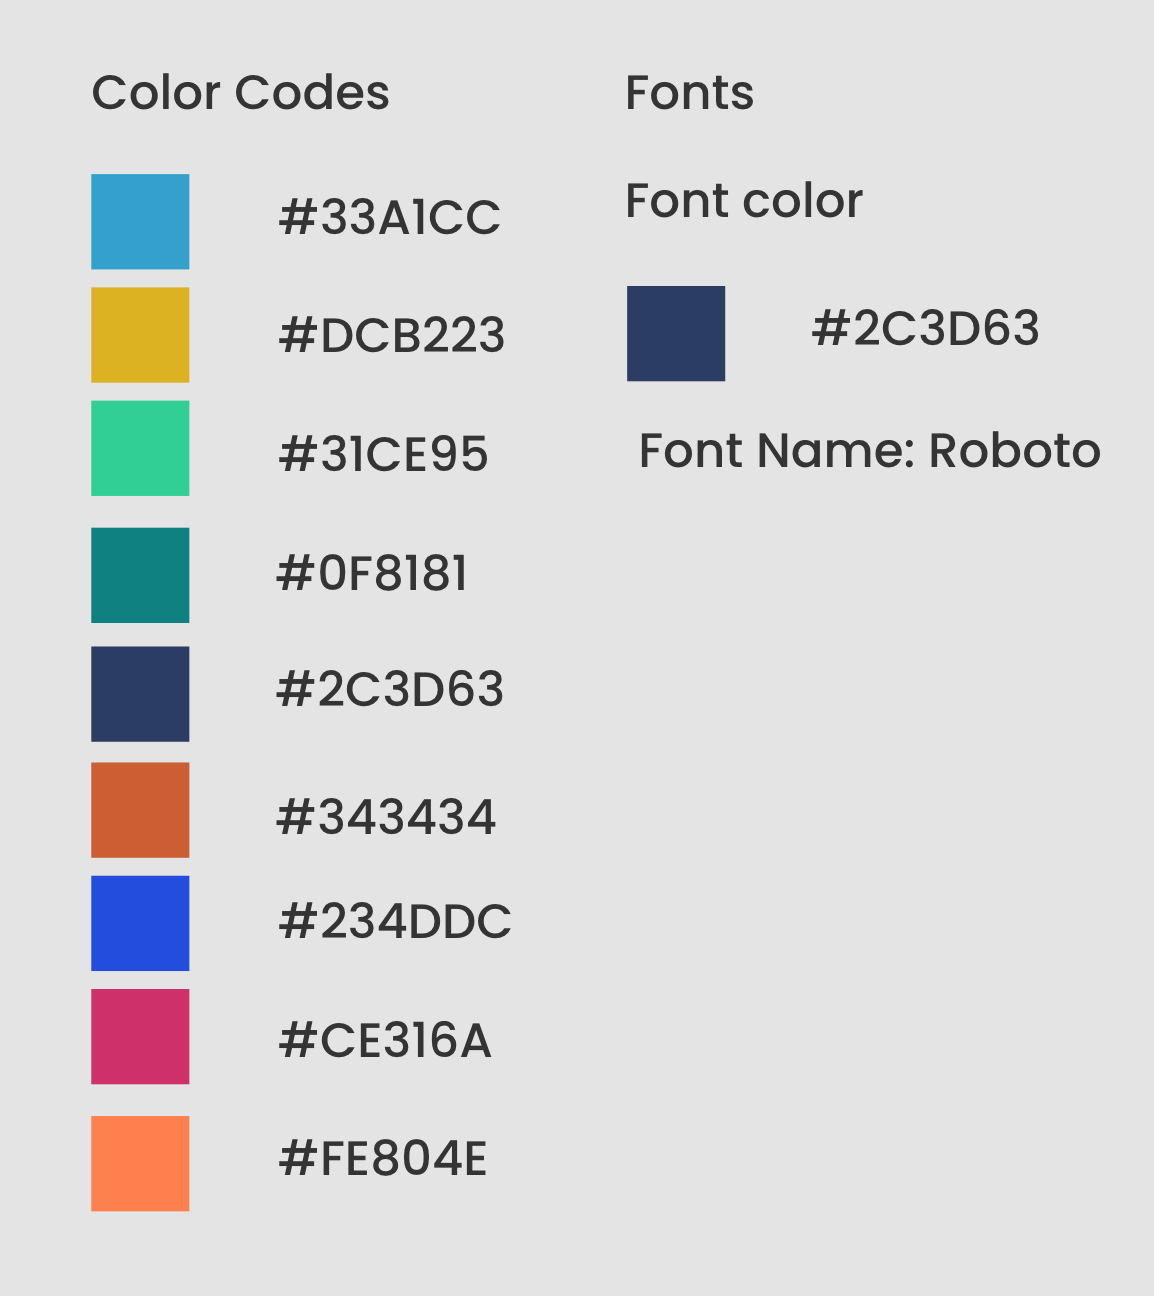 Color Codes
#33A1CC
#DCB223
#31CE95
#0F8181
#2C3D63
#343434
#234DDC
#CE316A
#FE804E
Fonts
Font color
#2C3D63
Font Name: Roboto